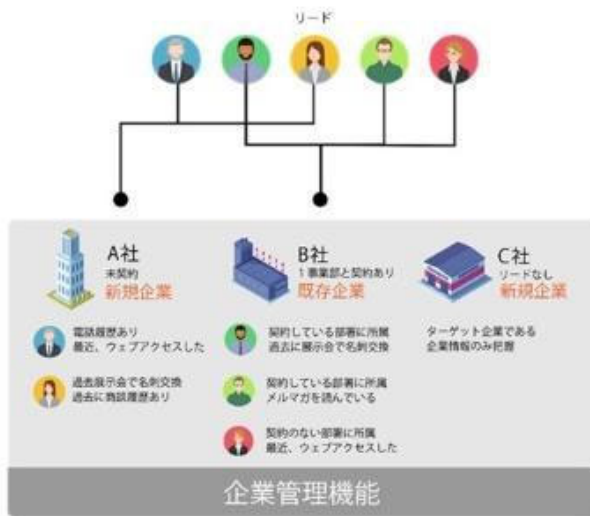 リード
A社
未契約
新規企業
電話履歴あり
最近、ウェブアクセスした
過去展示会で名刺交換
過去に商談履歴あり
B社
1事業部と契約あり
既存企業
契約している部署に所属
過去に展示会で名刺交換
契約している部署に所属
メルマガを読んでいる
契約のない部署に所属
最近、ウェブアクセスした
C社
リードなし
新規企業
ターゲット企業である
企業情報のみ把握
企業管理機能